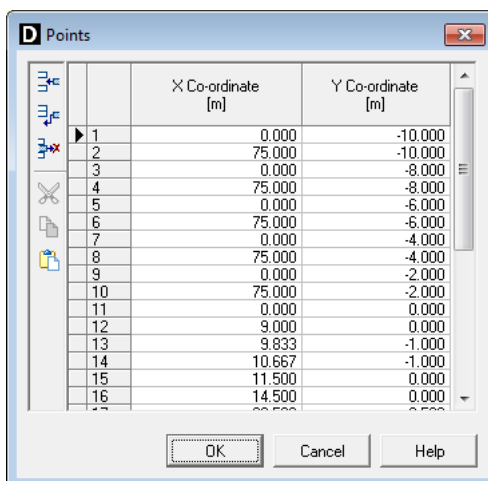 D Points
X Co-ordinate Y Co-ordinate
[m] [m]
1 0.000 -10.000
2 75.000 -10.000
3 0.000 -8.000
4 75.000 -8.000
5 0.000 -6.000
6 75.000 -6.000
7 0.000 -4.000
8 75.000 -4.000
9 0.000 -2.000
10 75.000 -2.000
11 0.000 0.000
12 9.000 0.000
13 9.833 -1.000
14 10.667 -1.000
15 11.500 0.000
16 14.500 0.000
OK Cancel Help